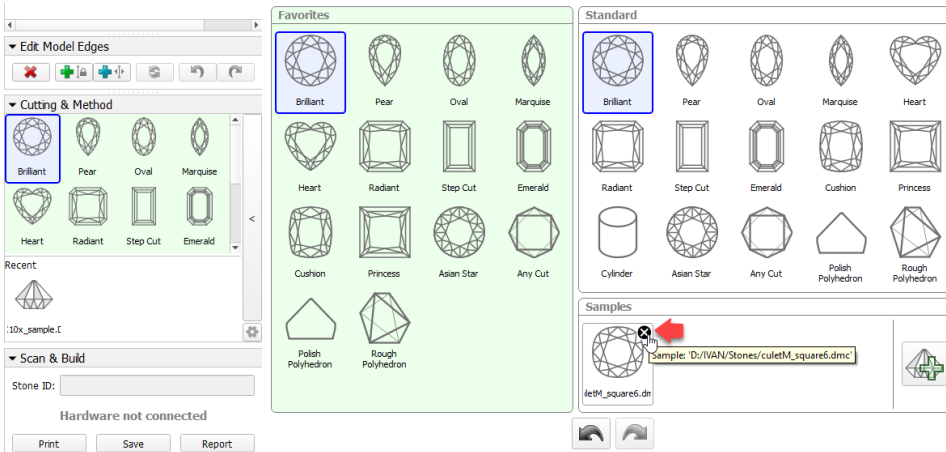 Edit Model Edges
Cutting & Method
Brilliant
Pear
Oval
Marquise
Heart
Radiant
Step Cut
Emerald
<
Recent
10x_sample.D
Scan & Build
Stone ID:
Hardware not connected
Print
Save
Report
Favorites
Brilliant
Pear
Oval
Marquise
Heart
Radiant
Step Cut
Emerald
Cushion
Princess
Asian Star
Any Cut
Polish
Polyhedron
Rough
Polyhedron
Standard
Brilliant
Pear
Oval
Marquise
Heart
Radiant
Step Cut
Emerald
Cushion
Princess
Cylinder
Asian Star
Any Cut
Polish
Polyhedron
Rough
Polyhedron
Samples
Sample: 'D:/IVAN/Stones/culetM_square6.dmc'
letM_square6.dm